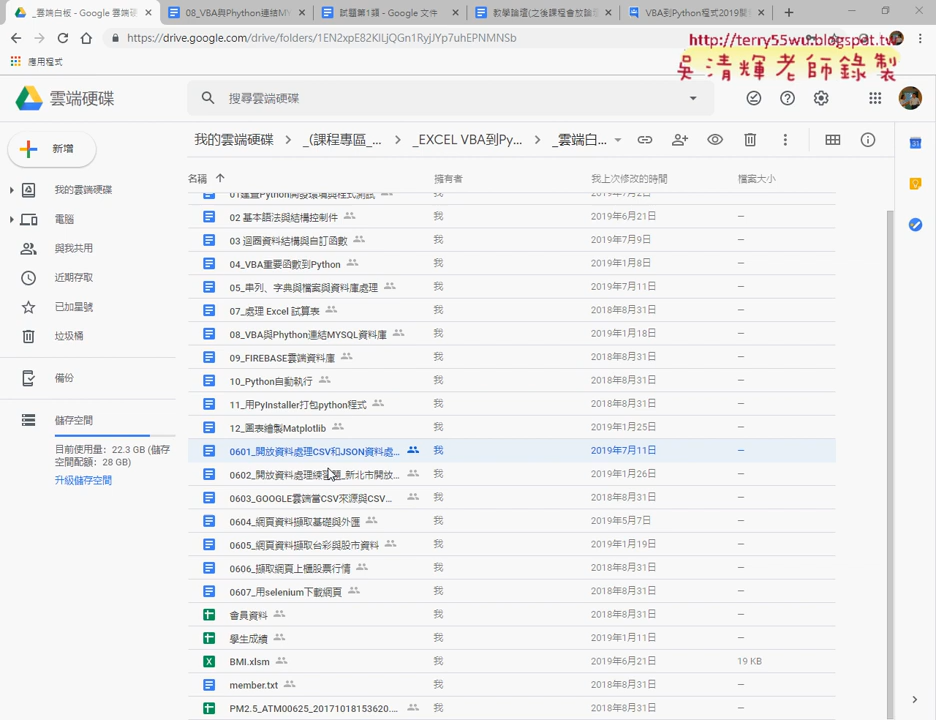 _雲端白板 - Google 雲端硬
08_VBA與Phython連結MY
試題第1類 - Google 文件
教學論壇(之後課程會放論
VBA到Python程式2019開
https://drive.google.com/drive/folders/1EN2xpE82KlLjQGn1RyjJYp7uhEPNMNSb
http://terry55wu.blogspot.tw
吳清輝老師錄製
應用程式
雲端硬碟
搜尋雲端硬碟
新增
我的雲端硬碟
_(課程專區_...
_EXCEL VBA到Py...
_雲端白...
名稱
擁有者
我上次修改的時間
檔案大小
我的雲端硬碟
電腦
與我共用
近期存取
已加星號
垃圾桶
備份
儲存空間
目前使用量：22.3 GB (儲存
空間配額：28 GB)
升級儲存空間
01建置Python開發環境與程式測試 我 2019年7月2日 —
02 基本語法與結構控制件 我 2019年6月21日 —
03 迴圈資料結構與自訂函數 我 2019年7月9日 —
04_VBA重要函數到Python 我 2019年1月8日 —
05_串列、字典與檔案與資料庫處理 我 2019年7月11日 —
07_處理 Excel 試算表 我 2018年8月31日 —
08_VBA與Phython連結MYSQL資料庫 我 2019年1月18日 —
09_FIREBASE雲端資料庫 我 2018年8月31日 —
10_Python自動執行 我 2018年8月31日 —
11_用PyInstaller打包python程式 我 2018年8月31日 —
12_圖表繪製Matplotlib 我 2019年1月25日 —
0601_開放資料處理CSV和JSON資料處... 我 2019年7月11日 —
0602_開放資料處理練習題_新北市開放... 我 2019年1月26日 —
0603_GOOGLE雲端當CSV來源與CSV... 我 2018年8月31日 —
0604_網頁資料擷取基礎與外匯 我 2019年5月7日 —
0605_網頁資料擷取台彩與股市資料 我 2019年1月19日 —
0606_擷取網頁上櫃股票行情 我 2018年8月31日 —
0607_用selenium下載網頁 我 2018年8月31日 —
會員資料 我 2018年8月31日 —
學生成績 我 2019年1月11日 —
BMI.xlsm 我 2019年6月21日 19 KB
member.txt 我 2018年8月31日 —
PM2.5_ATM00625_20171018153620.... 我 2018年8月31日 —